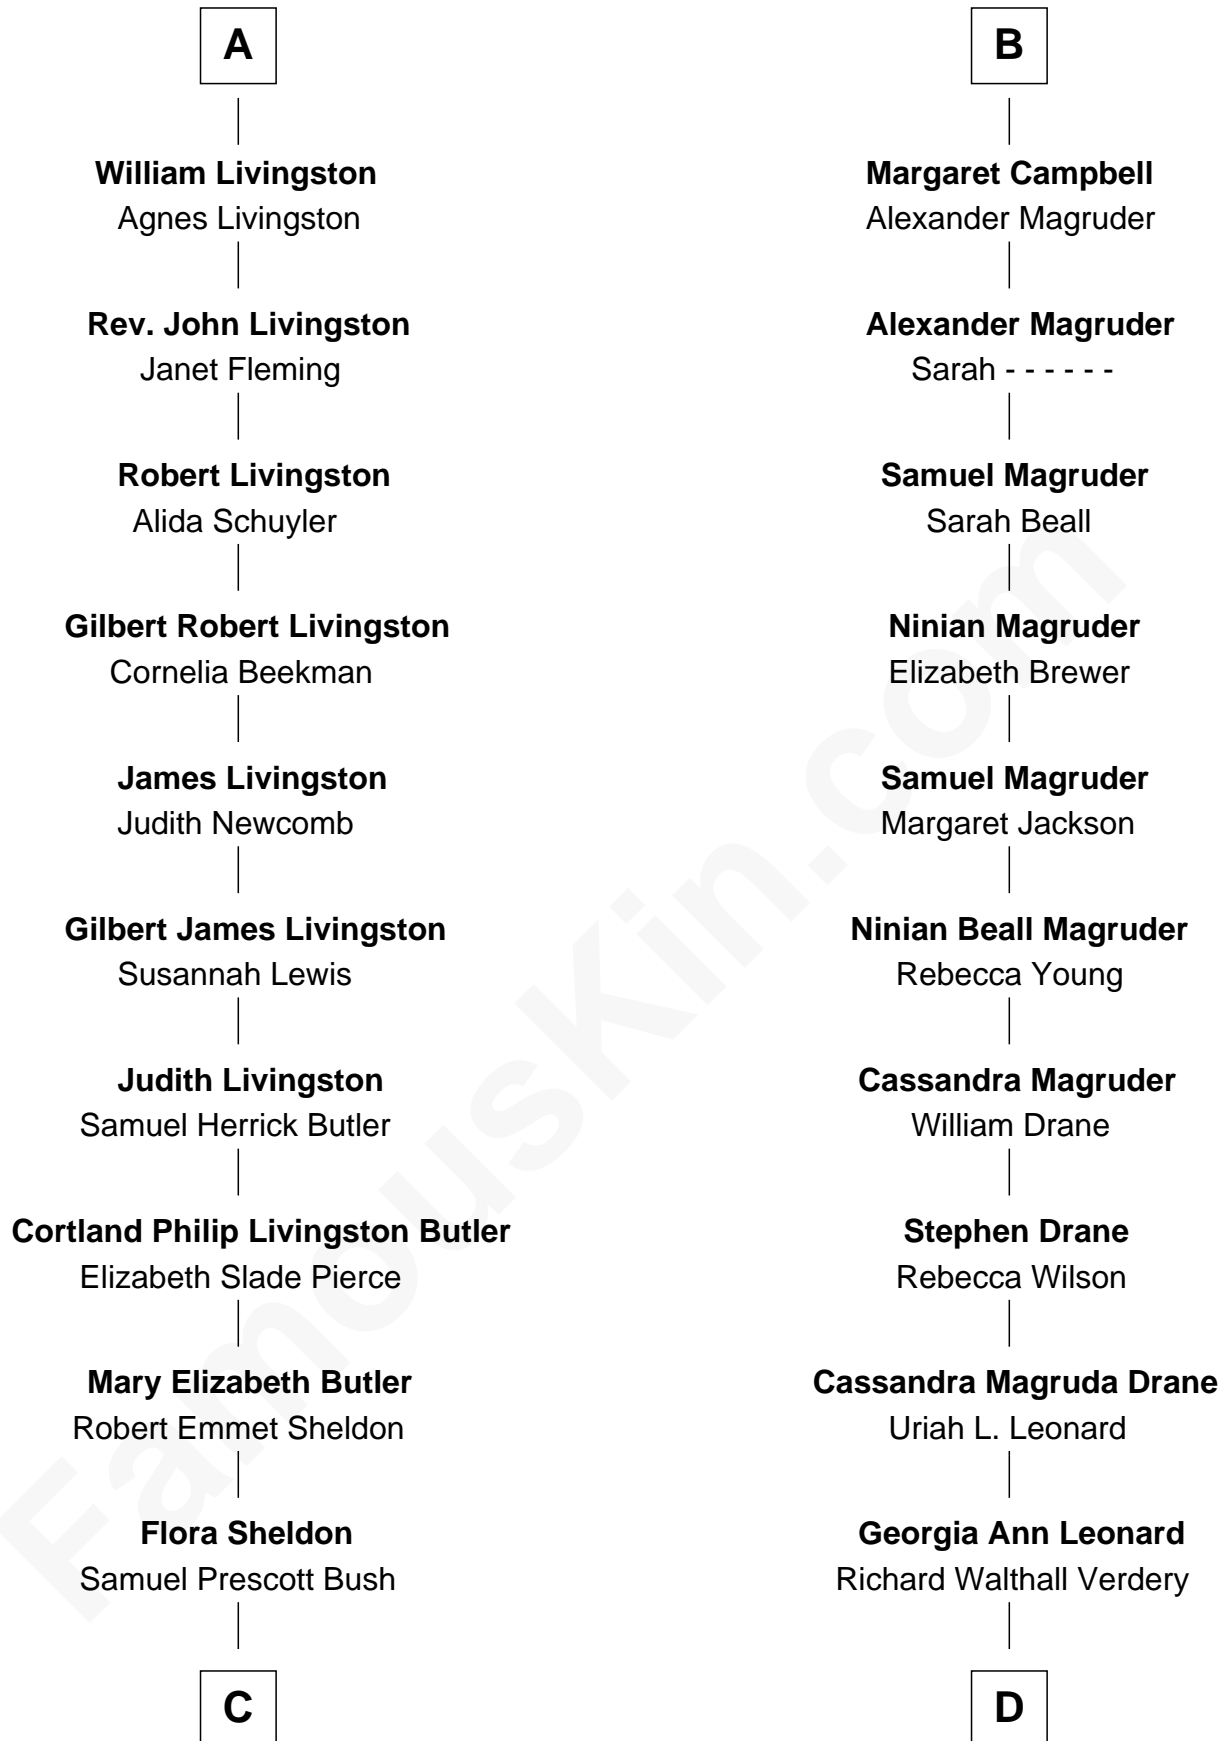 A
William Livingston
Agnes Livingston
Rev. John Livingston
Janet Fleming
Robert Livingston
Alida Schuyler
Gilbert Robert Livingston
Cornelia Beekman
James Livingston
Judith Newcomb
Gilbert James Livingston
Susannah Lewis
Judith Livingston
Samuel Herrick Butler
Cortland Philip Livingston Butler
Elizabeth Slade Pierce
Mary Elizabeth Butler
Robert Emmet Sheldon
Flora Sheldon
Samuel Prescott Bush
C
B
Margaret Campbell
Alexander Magruder
Alexander Magruder
Sarah - - - - - -
Samuel Magruder
Sarah Beall
Ninian Magruder
Elizabeth Brewer
Samuel Magruder
Margaret Jackson
Ninian Beall Magruder
Rebecca Young
Cassandra Magruder
William Drane
Stephen Drane
Rebecca Wilson
Cassandra Magruda Drane
Uriah L. Leonard
Georgia Ann Leonard
Richard Walthall Verdery
D
FamousKin.com